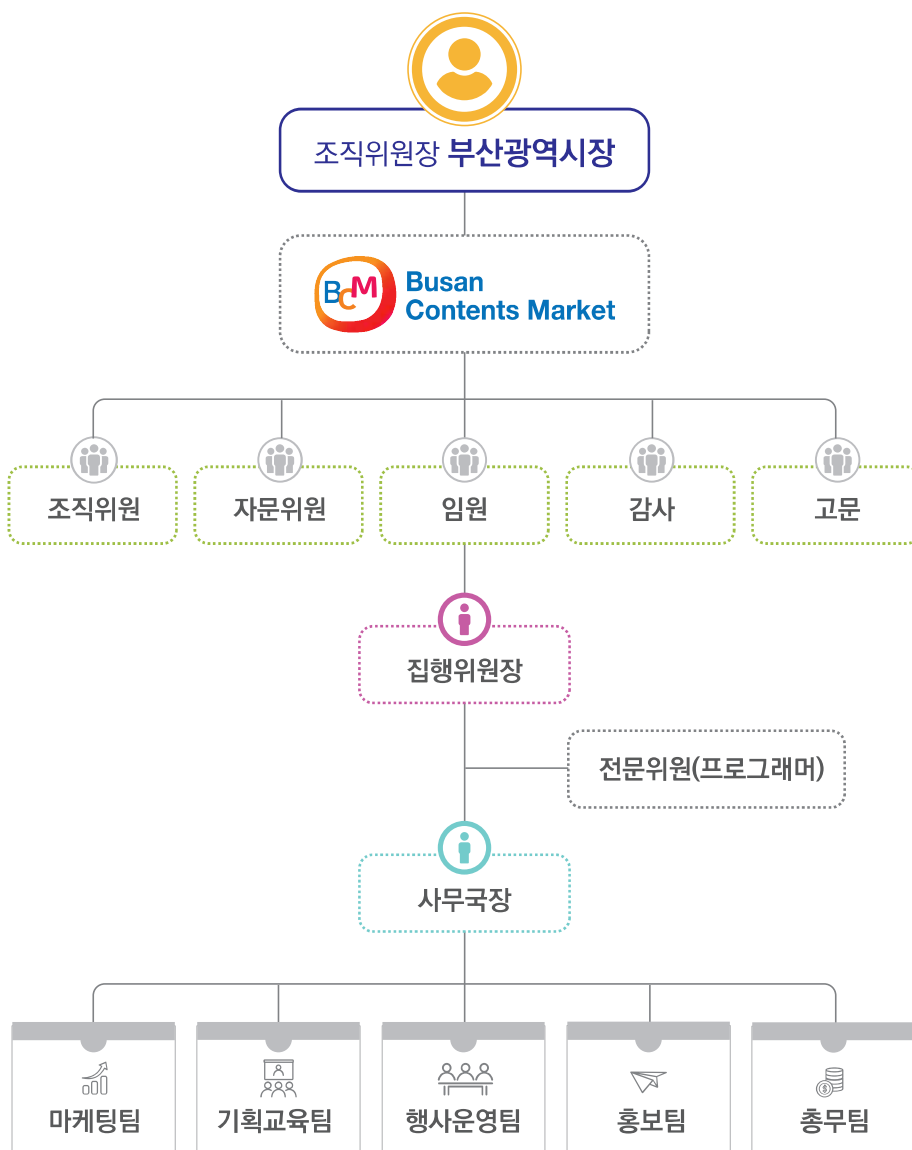 조직위원장 부산광역시장
BCM
Busan
Contents Market
조직위원 자문위원 임원 감사 고문
집행위원장
전문위원(프로그래머)
사무국장
마케팅팀 기획교육팀 행사운영팀 홍보팀 총무팀